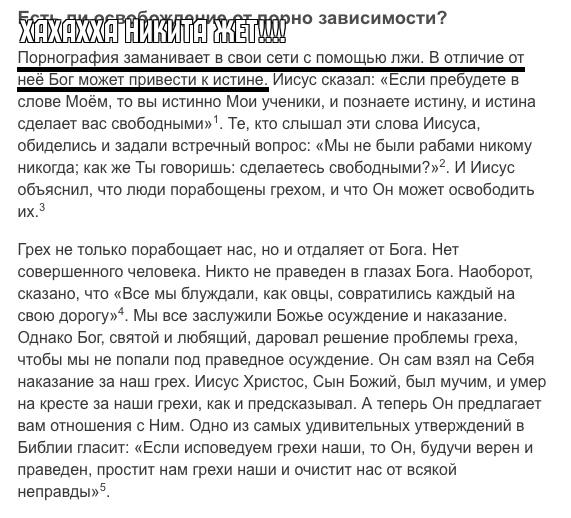 Есть ли освобождение от порно зависимости?
ХАХАХХА НИКИТА ЖЕТ!!!!
Порнография заманивает в свои сети с помощью лжи. В отличие от
неё Бог может привести к истине. Иисус сказал: «Если пребудете в
слове Моём, то вы истинно Мои ученики, и познаете истину, и истина
сделает вас свободными»¹. Те, кто слышал эти слова Иисуса,
обиделись и задали встречный вопрос: «Мы не были рабами никому
никогда; как же Ты говоришь: сделаетесь свободными?»². И Иисус
объяснил, что люди порабощены грехом, и что Он может освободить
их.³
Грех не только порабощает нас, но и отдаляет от Бога. Нет
совершенного человека. Никто не праведен в глазах Бога. Наоборот,
сказано, что «Все мы блуждали, как овцы, совратились каждый на
свою дорогу»⁴. Мы все заслужили Божье осуждение и наказание.
Однако Бог, святой и любящий, даровал решение проблемы греха,
чтобы мы не попали под праведное осуждение. Он сам взял на Себя
наказание за наш грех. Иисус Христос, Сын Божий, был мучим, и умер
на кресте за наши грехи, как и предсказывал. А теперь Он предлагает
вам отношения с Ним. Одно из самых удивительных утверждений в
Библии гласит: «Если исповедуем грехи наши, то Он, будучи верен и
праведен, простит нам грехи наши и очистит нас от всякой
неправды»⁵.